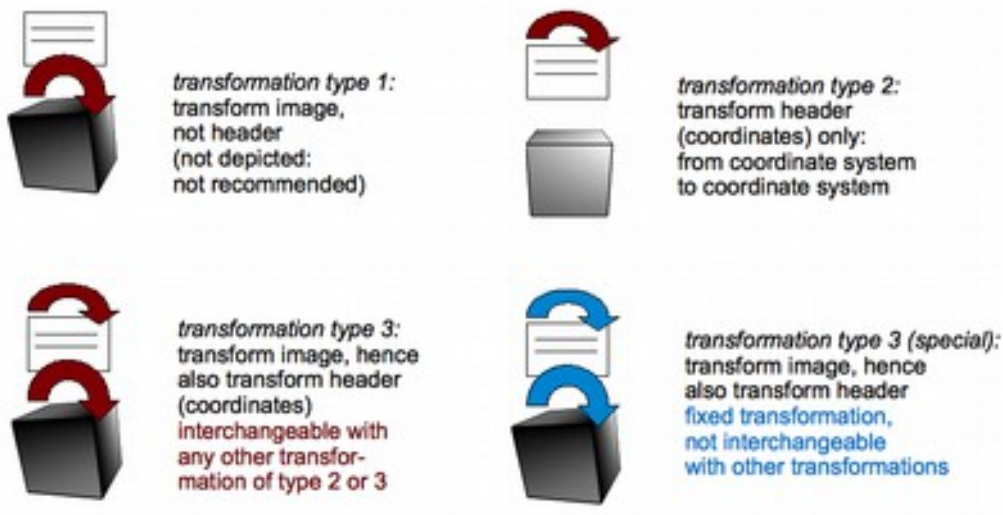 transformation type 1:
transform image,
not header
(not depicted:
not recommended)
transformation type 2:
transform header
(coordinates) only:
from coordinate system
to coordinate system
transformation type 3:
transform image, hence
also transform header
(coordinates)
interchangeable with
any other transfor-
mation of type 2 or 3
transformation type 3 (special):
transform image, hence
also transform header
fixed transformation,
not interchangeable
with other transformations